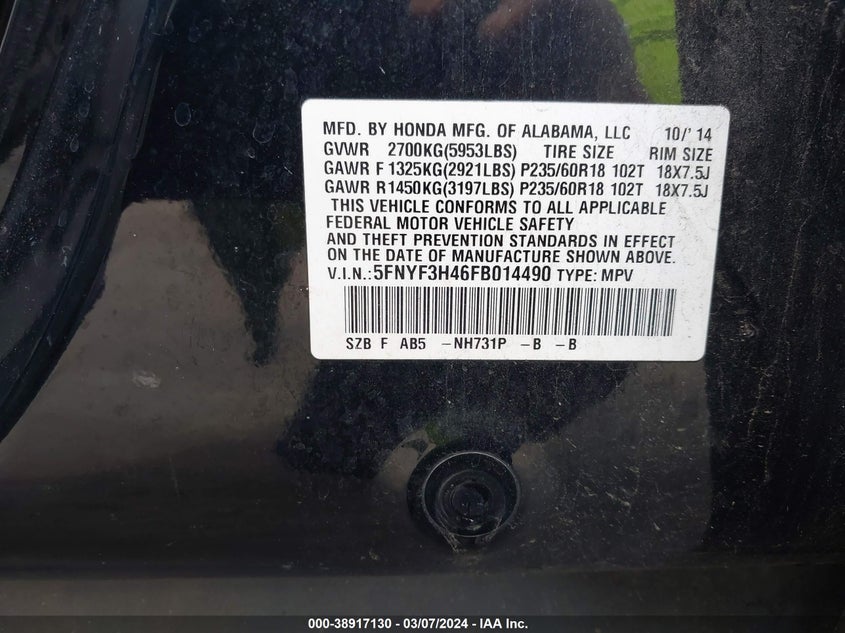 MFD. BY HONDA MFG. OF ALABAMA, LLC 10/'14
GVWR 2700KG(5953LBS) TIRE SIZE RIM SIZE
GAWR F 1325KG(2921LBS) P235/60R18 102T 18X7.5J
GAWR R1450KG(3197LBS) P235/60R18 102T 18X7.5J
THIS VEHICLE CONFORMS TO ALL APPLICABLE
FEDERAL MOTOR VEHICLE SAFETY
AND THEFT PREVENTION STANDARDS IN EFFECT
ON THE DATE OF MANUFACTURE SHOWN ABOVE.
V.I.N.:5FNYF3H46FB014490 TYPE: MPV
SZB F AB5 -NH731P -B -B
000-38917130 - 03/07/2024 - IAA Inc.